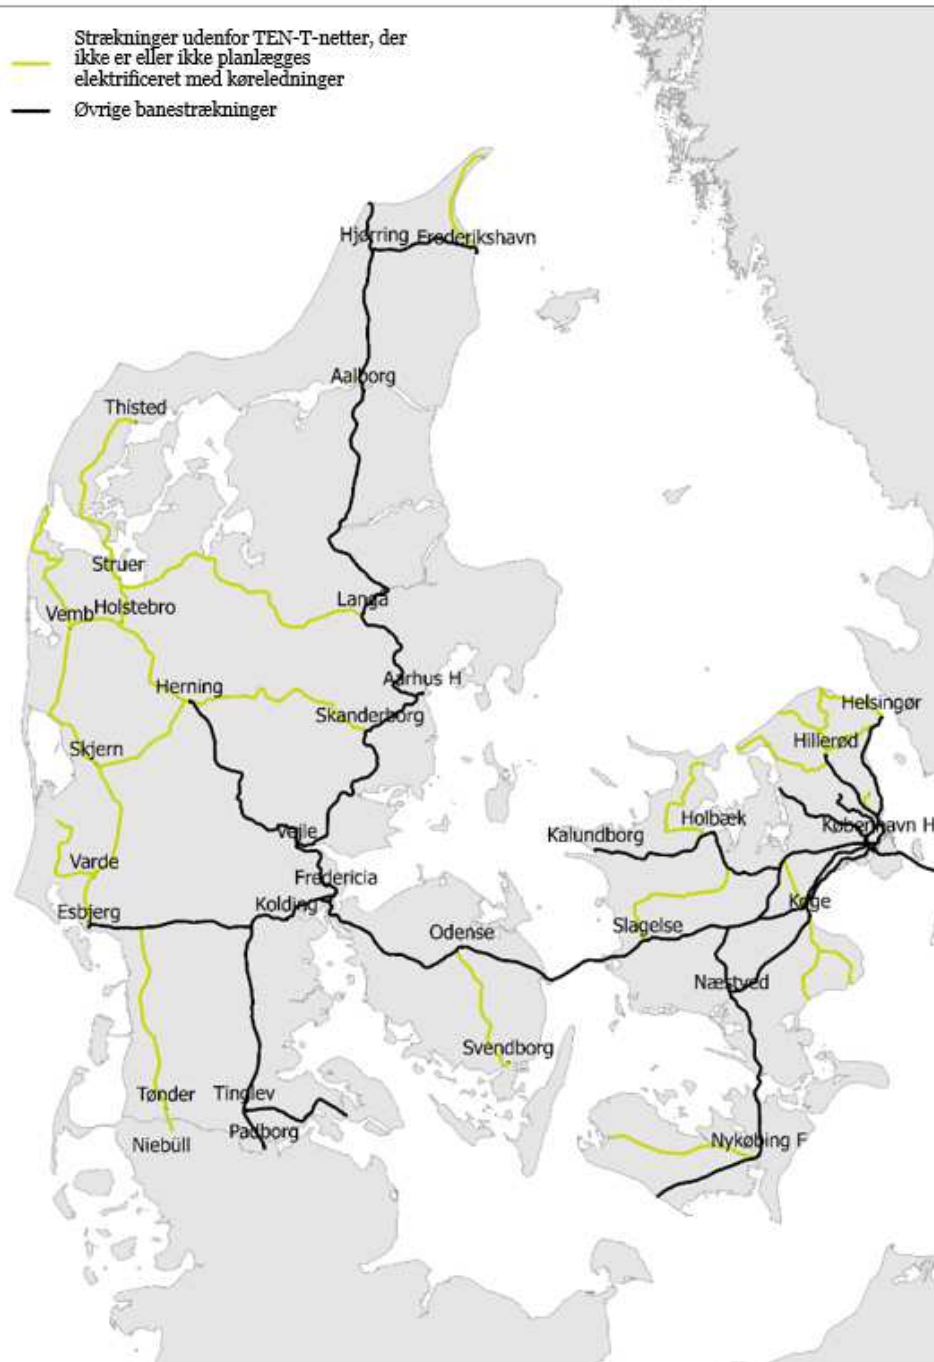 Strækninger udenfor TEN-T-netter, der
ikke er eller ikke planlægges
elektrificeret med køreledninger
Øvrige banestrækninger
Hjørring
Frederikshavn
Aalborg
Thisted
Struer
Langå
Vemb
Holstebro
Aarhus H
Herning
Skanderborg
Helsingør
Hillerød
Skjern
Holbæk
København H
Vejle
Kalundborg
Varde
Fredericia
Kolding
Køge
Esbjerg
Slagelse
Odense
Næstved
Svendborg
Tønder
Tinglev
Padborg
Nykøbing F
Niebüll